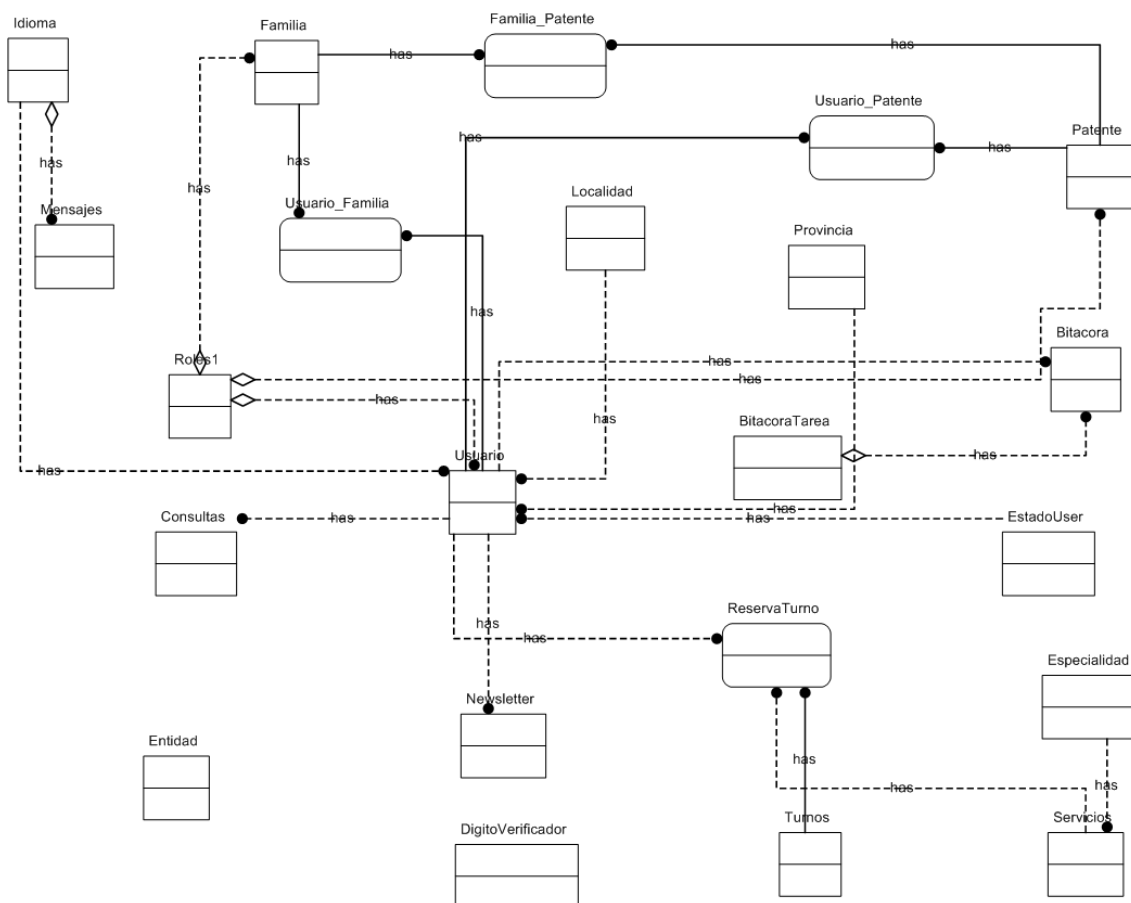 Idioma
Familia
Familia_Patente
has
has
Usuario_Patente
has
has
Patente
has
has
has
Mensajes
Usuario_Familia
Localidad
Provincia
has
Bitacora
has
Roles1
has
has
has
BitacoraTarea
has
Usuario
has
has
has
Consultas
has
has
EstadoUser
ReservaTurno
has
has
Especialidad
Newsletter
Entidad
has
has
has
DigitoVerificador
Turnos
Servicios